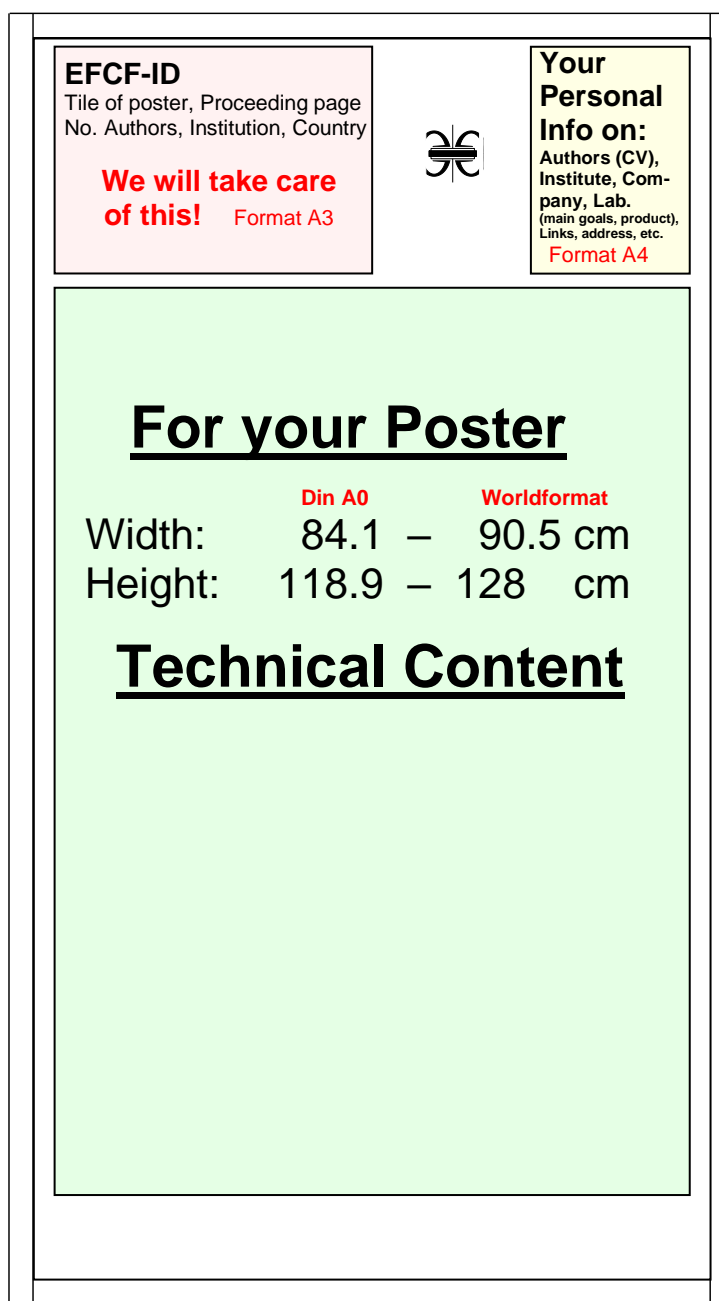 EFCF-ID
Tile of poster, Proceeding page
No. Authors, Institution, Country
We will take care
of this! Format A3
Your
Personal
Info on:
Authors (CV),
Institute, Com-
pany, Lab.
(main goals, product),
Links, address, etc.
Format A4
For your Poster
Din A0 Worldformat
Width: 84.1 – 90.5 cm
Height: 118.9 – 128 cm
Technical Content